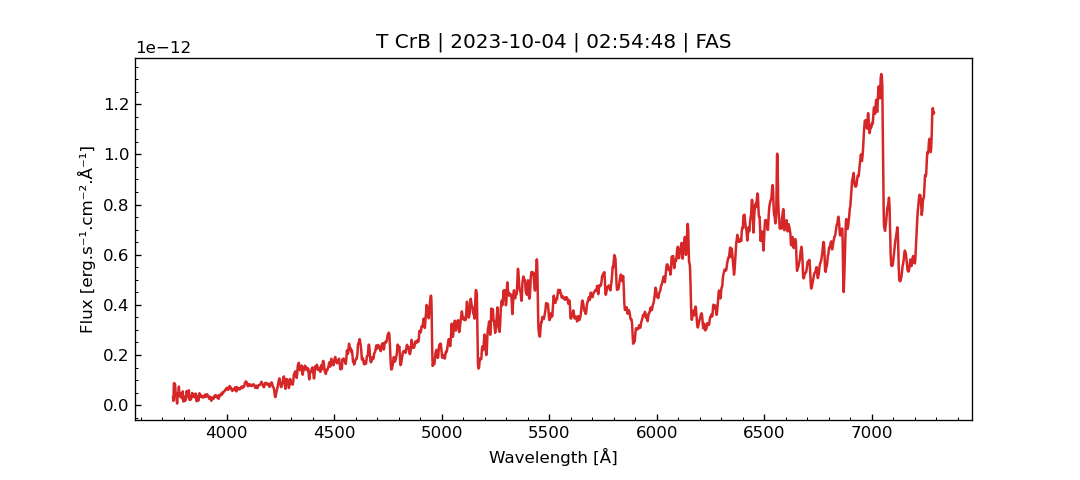 T CrB | 2023-10-04 | 02:54:48 | FAS
1e−12
1.2
1.0
0.8
0.6
0.4
0.2
0.0
Flux [erg.s⁻¹.cm⁻².Å⁻¹]
4000 4500 5000 5500 6000 6500 7000
Wavelength [Å]